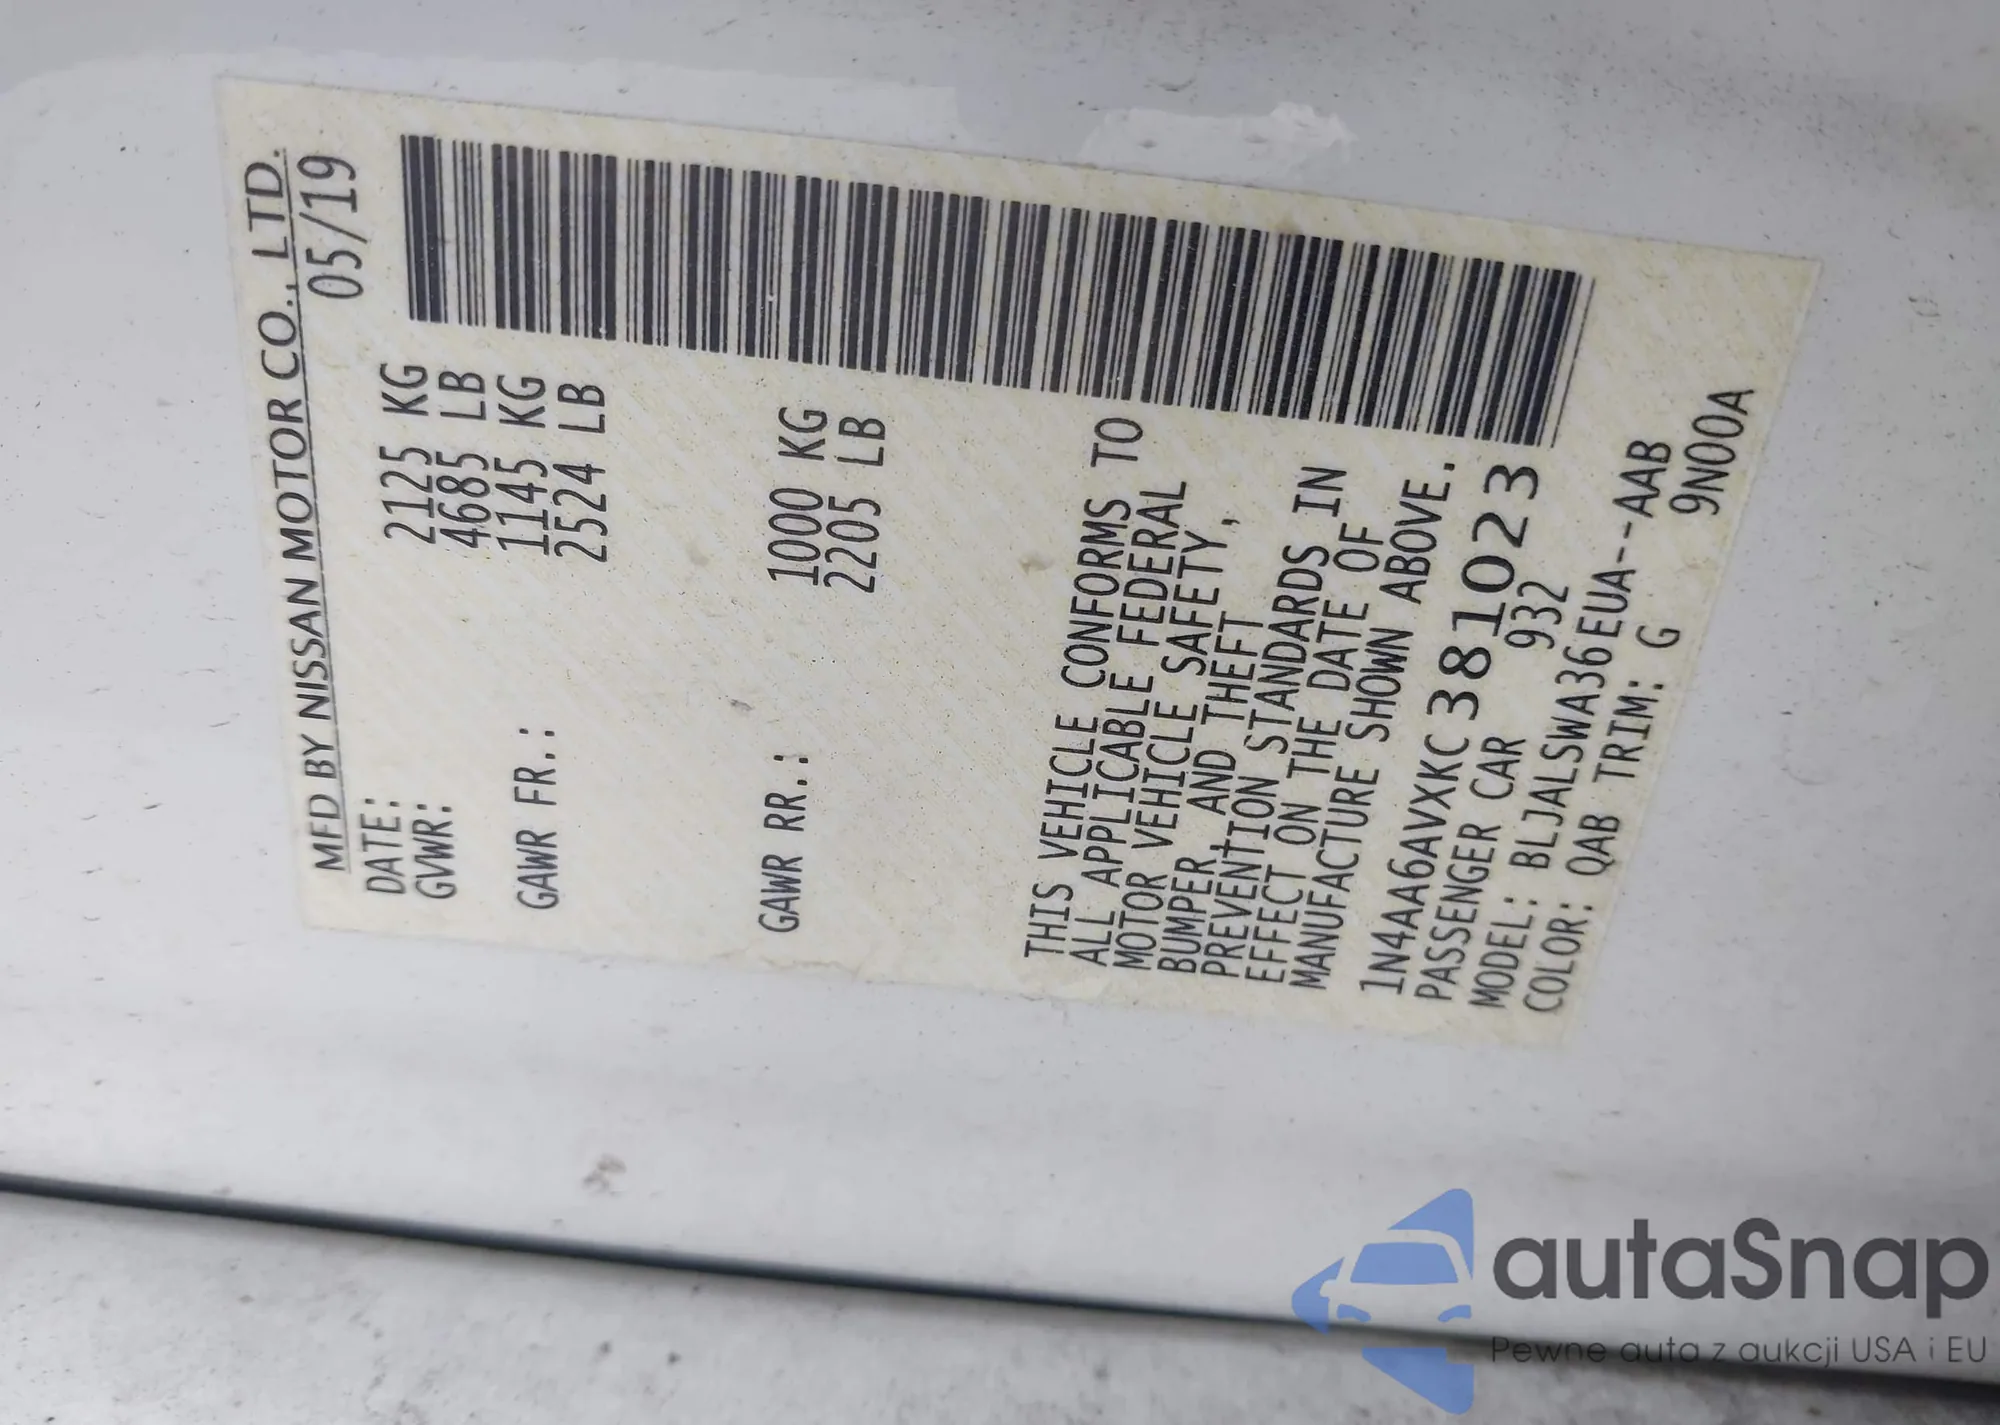 MFD BY NISSAN MOTOR CO., LTD.
DATE: 05/19
GVWR: 2125 KG
4685 LB
GAWR FR.: 1145 KG
2524 LB
GAWR RR.: 1000 KG
2205 LB
THIS VEHICLE CONFORMS TO
ALL APPLICABLE FEDERAL
MOTOR VEHICLE SAFETY,
BUMPER, AND THEFT
PREVENTION STANDARDS IN
EFFECT ON THE DATE OF
MANUFACTURE SHOWN ABOVE.
1N4AA6AVXKC381023
PASSENGER CAR 932
MODEL: BLJALSWA36EUA--AAB
COLOR: QAB TRIM: G 9N00A
autaSnap
Pewne auta z aukcji USA i EU